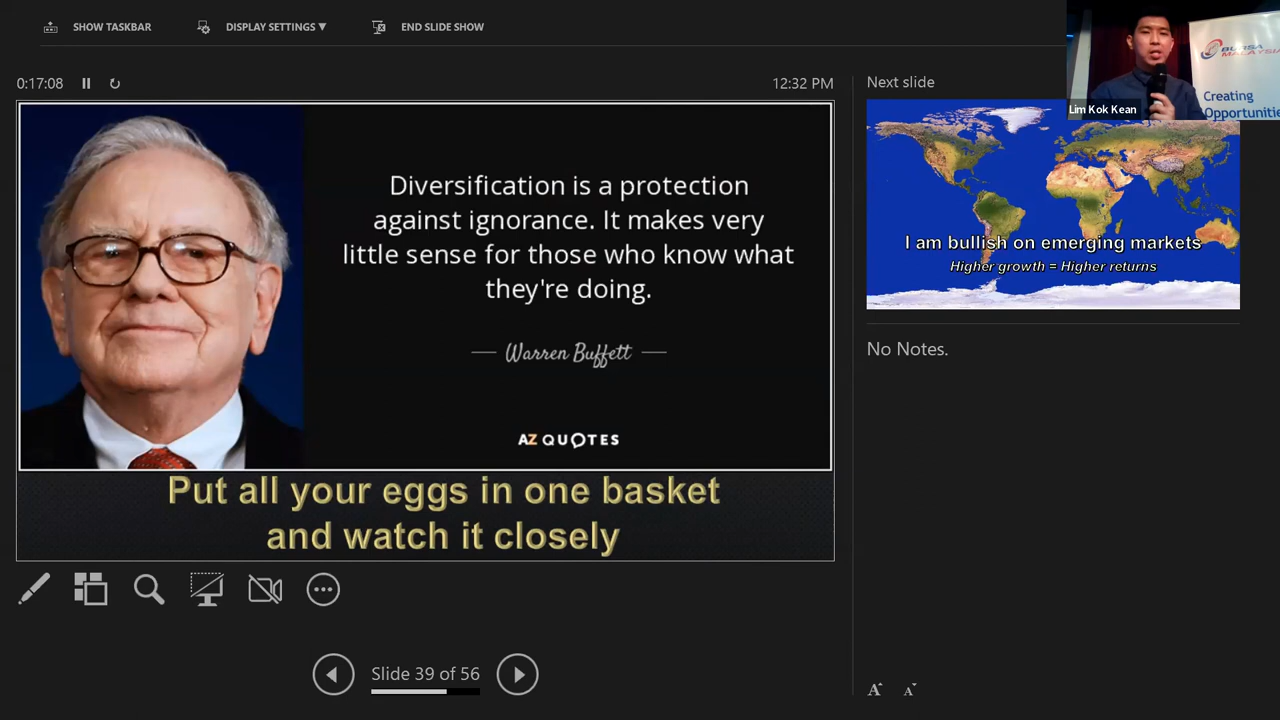 SHOW TASKBAR
DISPLAY SETTINGS ▼
END SLIDE SHOW
0:17:08
12:32 PM
Diversification is a protection
against ignorance. It makes very
little sense for those who know what
they're doing.
— Warren Buffett —
AZ QUOTES
Put all your eggs in one basket
and watch it closely
Slide 39 of 56
Next slide
BURSA
MALAYSIA
Creating
Opportunitie
Lim Kok Kean
I am bullish on emerging markets
Higher growth = Higher returns
No Notes.
A A